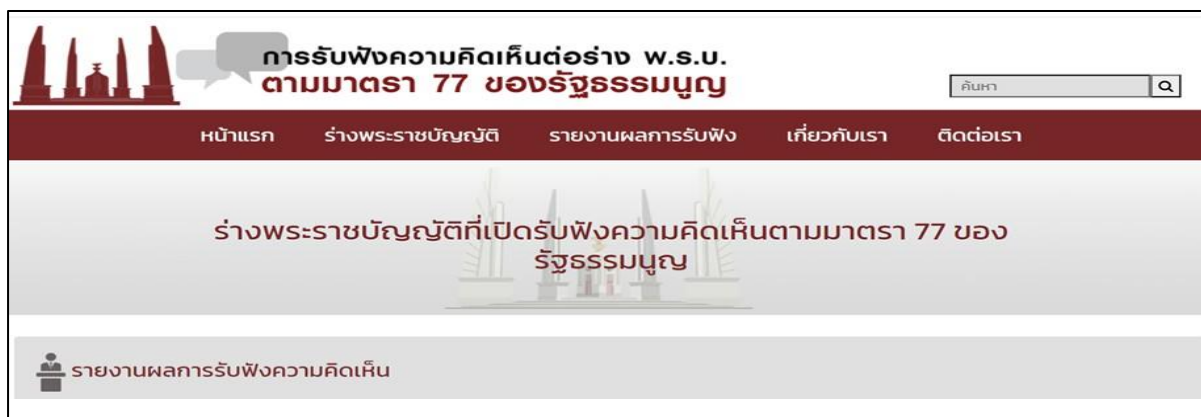 การรับฟังความคิดเห็นต่อร่าง พ.ร.บ.
ตามมาตรา 77 ของรัฐธรรมนูญ
ค้นหา
หน้าแรก ร่างพระราชบัญญัติ รายงานผลการรับฟัง เกี่ยวกับเรา ติดต่อเรา
ร่างพระราชบัญญัติที่เปิดรับฟังความคิดเห็นตามมาตรา 77 ของ
รัฐธรรมนูญ
รายงานผลการรับฟังความคิดเห็น